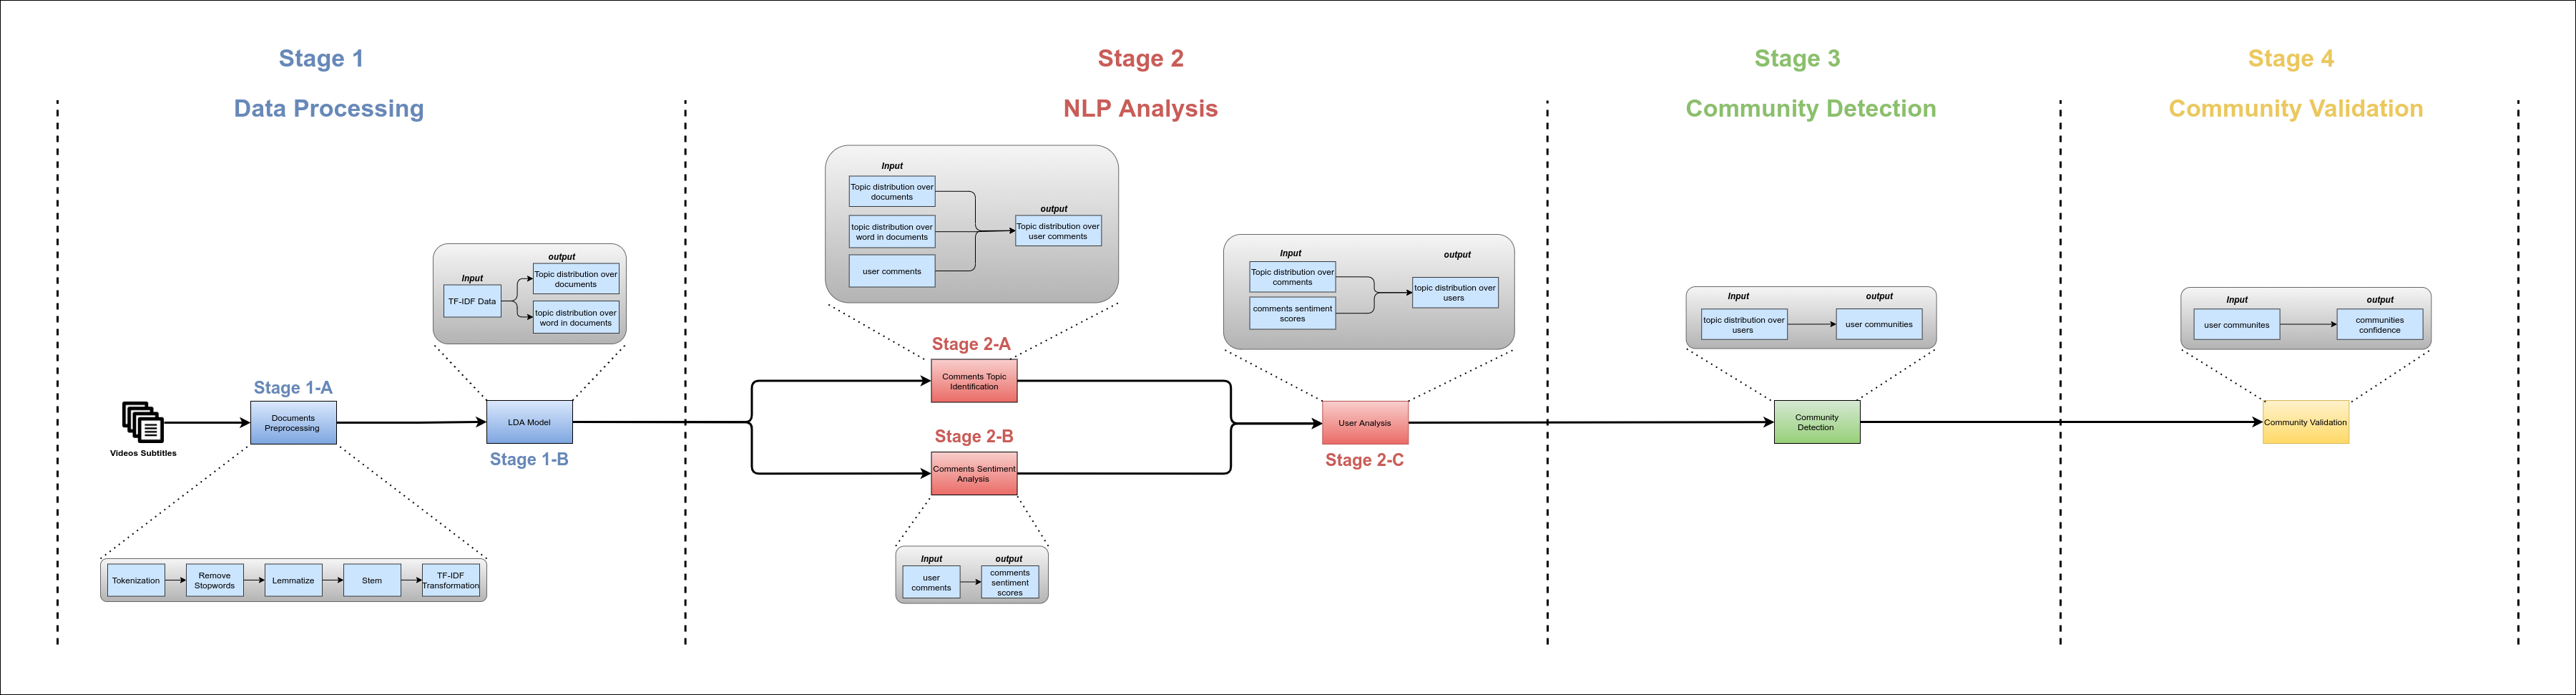 Stage 1
Data Processing
Stage 2
NLP Analysis
Stage 3
Community Detection
Stage 4
Community Validation
Videos Subtitles
Stage 1-A
Documents
Preprocessing
Tokenization
Remove
Stopwords
Lemmatize
Stem
TF-IDF
Transformation
Input
TF-IDF Data
output
Topic distribution over
documents
topic distribution over
word in documents
LDA Model
Stage 1-B
Input
Topic distribution over
documents
topic distribution over
word in documents
user comments
output
Topic distribution over
user comments
Stage 2-A
Comments Topic
Identification
Stage 2-B
Comments Sentiment
Analysis
Input
user
comments
output
comments
sentiment
scores
Input
Topic distribution over
comments
comments sentiment
scores
output
topic distribution over
users
User Analysis
Stage 2-C
Input
topic distribution over
users
output
user communities
Community
Detection
Input
user communites
output
communities
confidence
Community Validation